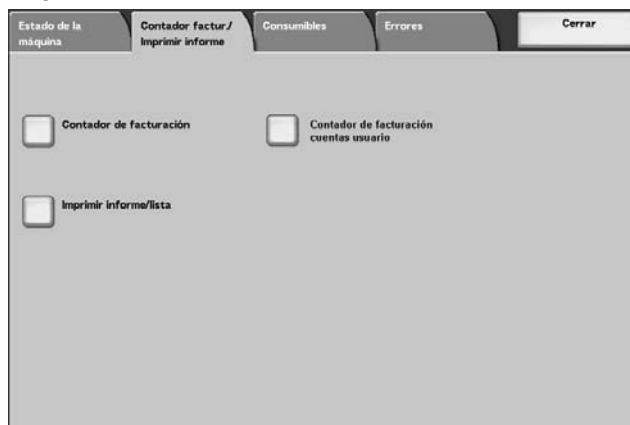 Estado de la
máquina
Contador factur./
Imprimir informe
Consumibles
Errores
Cerrar
Contador de facturación
Contador de facturación
cuentas usuario
Imprimir informe/lista